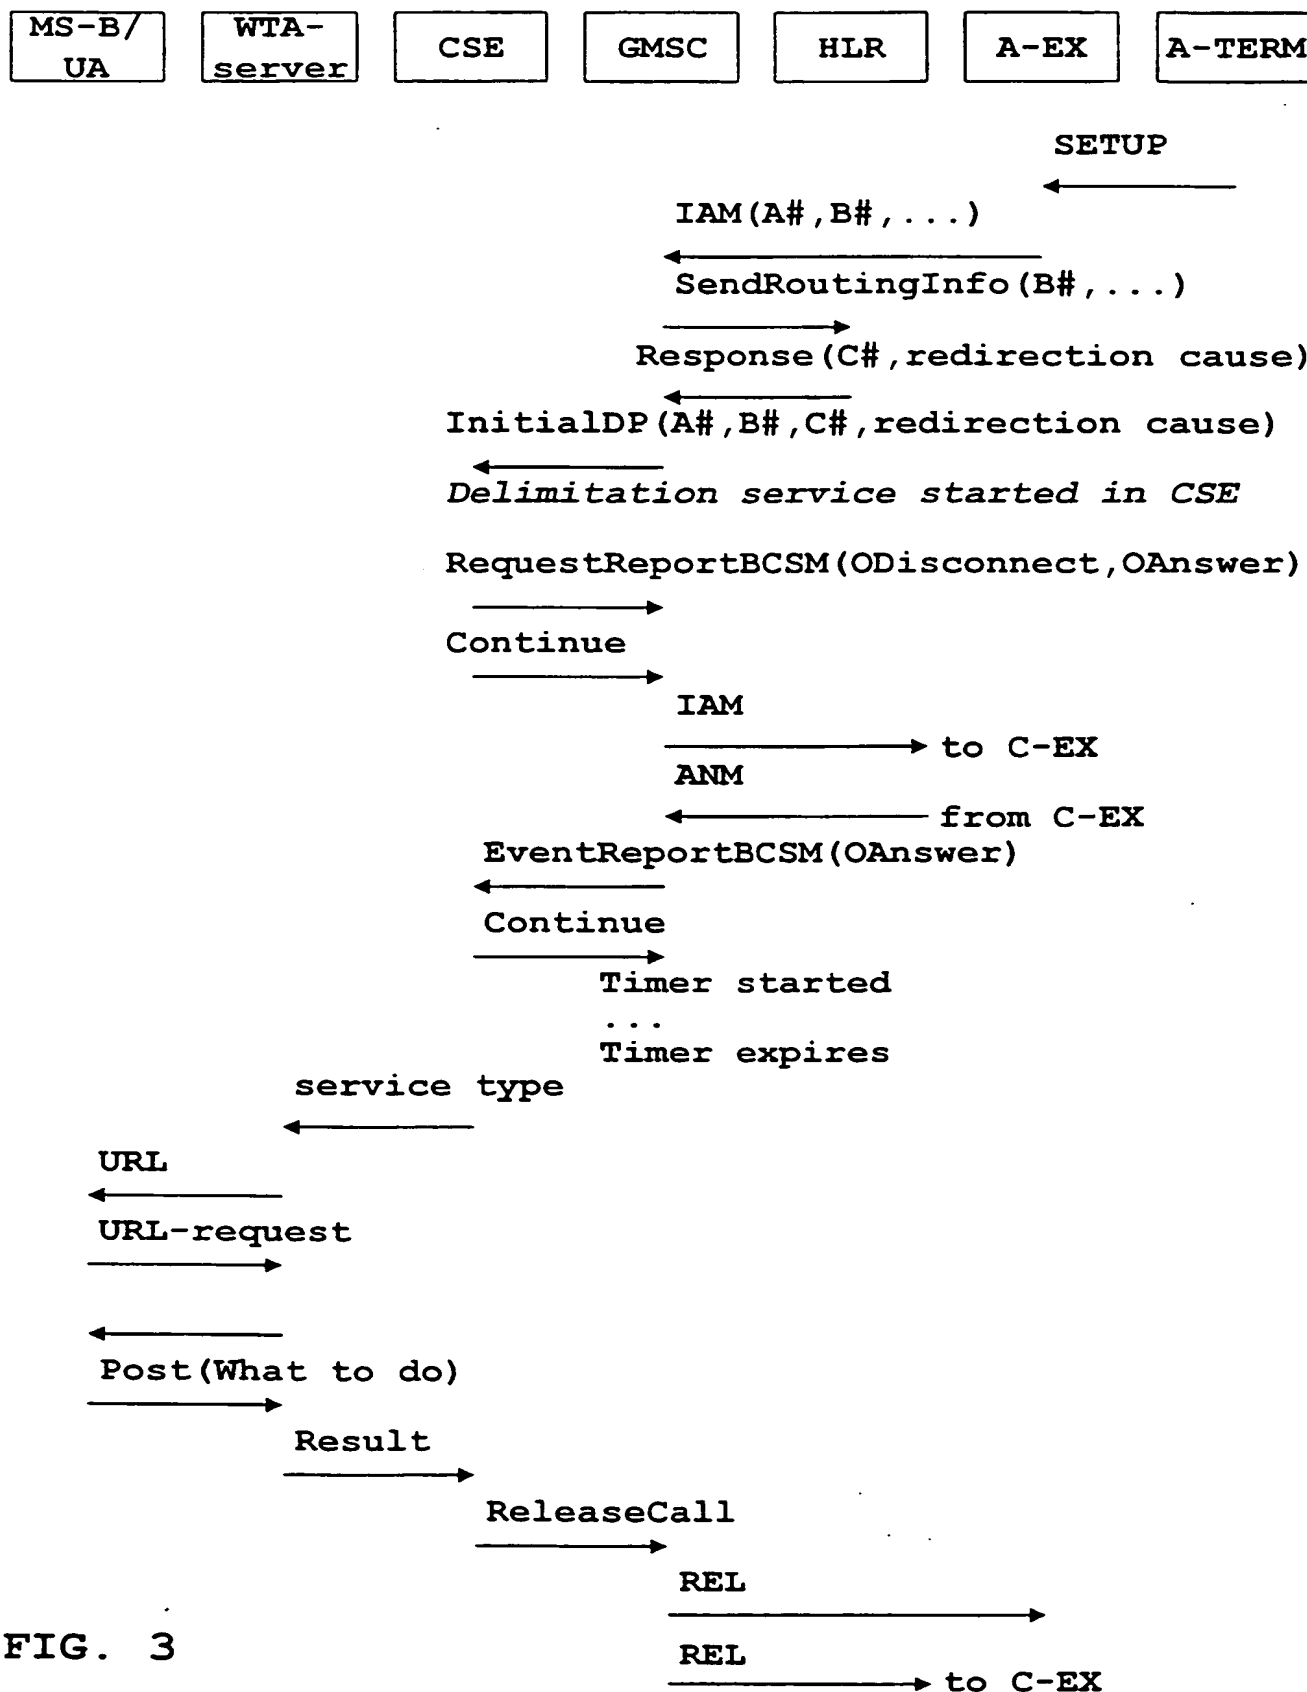 MS-B/ UA
WTA- server
CSE
GMSC
HLR
A-EX
A-TERM
SETUP
IAM(A#,B#,...)
SendRoutingInfo(B#,...)
Response(C#,redirection cause)
InitialDP(A#,B#,C#,redirection cause)
Delimitation service started in CSE
RequestReportBCSM(ODisconnect,OAnswer)
Continue
IAM
to C-EX
ANM
from C-EX
EventReportBCSM(OAnswer)
Continue
Timer started
...
Timer expires
service type
URL
URL-request
Post(What to do)
Result
ReleaseCall
REL
REL
to C-EX
FIG. 3